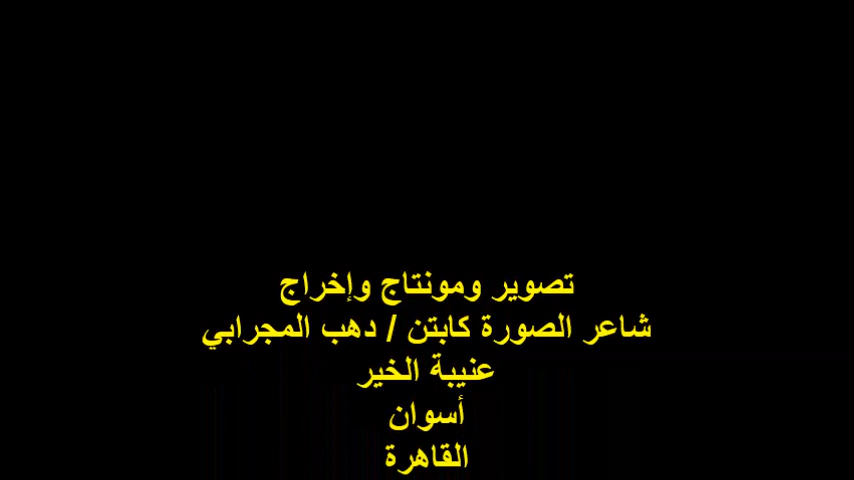 تصوير ومونتاج وإخراج
شاعر الصورة كابتن / دهب المجرابي
عنيبة الخير
أسوان
القاهرة